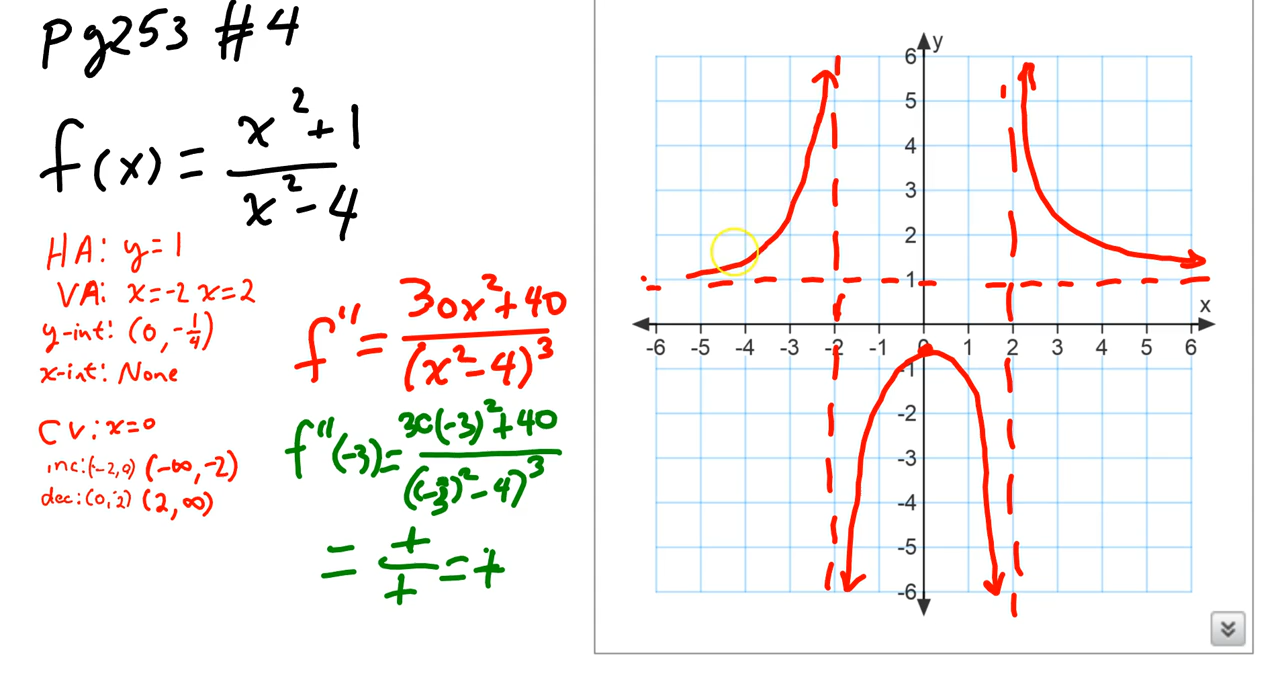 Pg253 #4
f(x) = x²+1 / x²-4
HA: y=1
VA: x=-2 x=2
y-int: (0, -1/4)
x-int: None
CV: x=0
inc: (-2,0) (-∞,-2)
dec: (0,2) (2,∞)
f'' = 30x²+40 / (x²-4)³
f''(-3) = 30(-3)²+40 / ((-3)²-4)³
= + / + = +
y
6
5
4
3
2
1
x
-6 -5 -4 -3 -2 -1 0 1 2 3 4 5 6
-1
-2
-3
-4
-5
-6